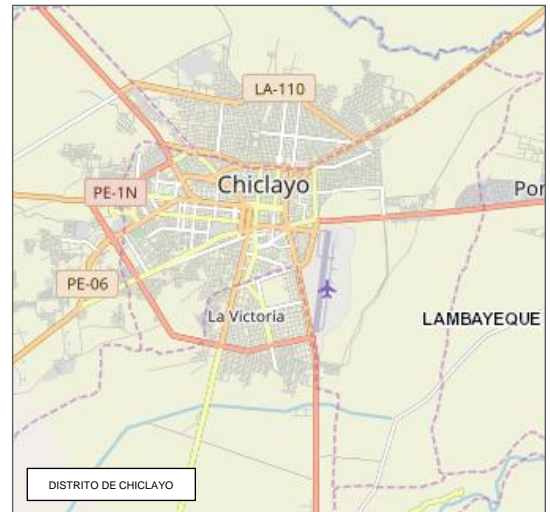 LA-110
Chiclayo
PE-1N
Por
PE-06
La Victoria
LAMBAYEQUE
DISTRITO DE CHICLAYO